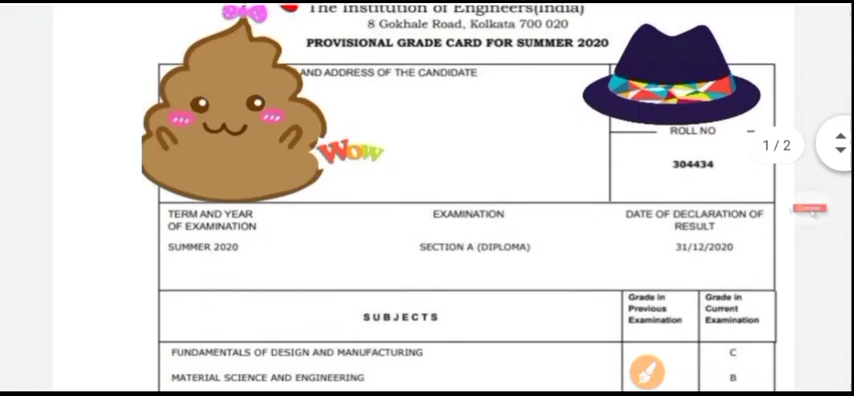 The Institution of Engineers(India)
8 Gokhale Road, Kolkata 700 020
PROVISIONAL GRADE CARD FOR SUMMER 2020
AND ADDRESS OF THE CANDIDATE
WOW
ROLL NO
304434
1 / 2
TERM AND YEAR
OF EXAMINATION
EXAMINATION
DATE OF DECLARATION OF
RESULT
SUMMER 2020
SECTION A (DIPLOMA)
31/12/2020
SUBJECTS
Grade in
Previous
Examination
Grade in
Current
Examination
FUNDAMENTALS OF DESIGN AND MANUFACTURING
C
MATERIAL SCIENCE AND ENGINEERING
B